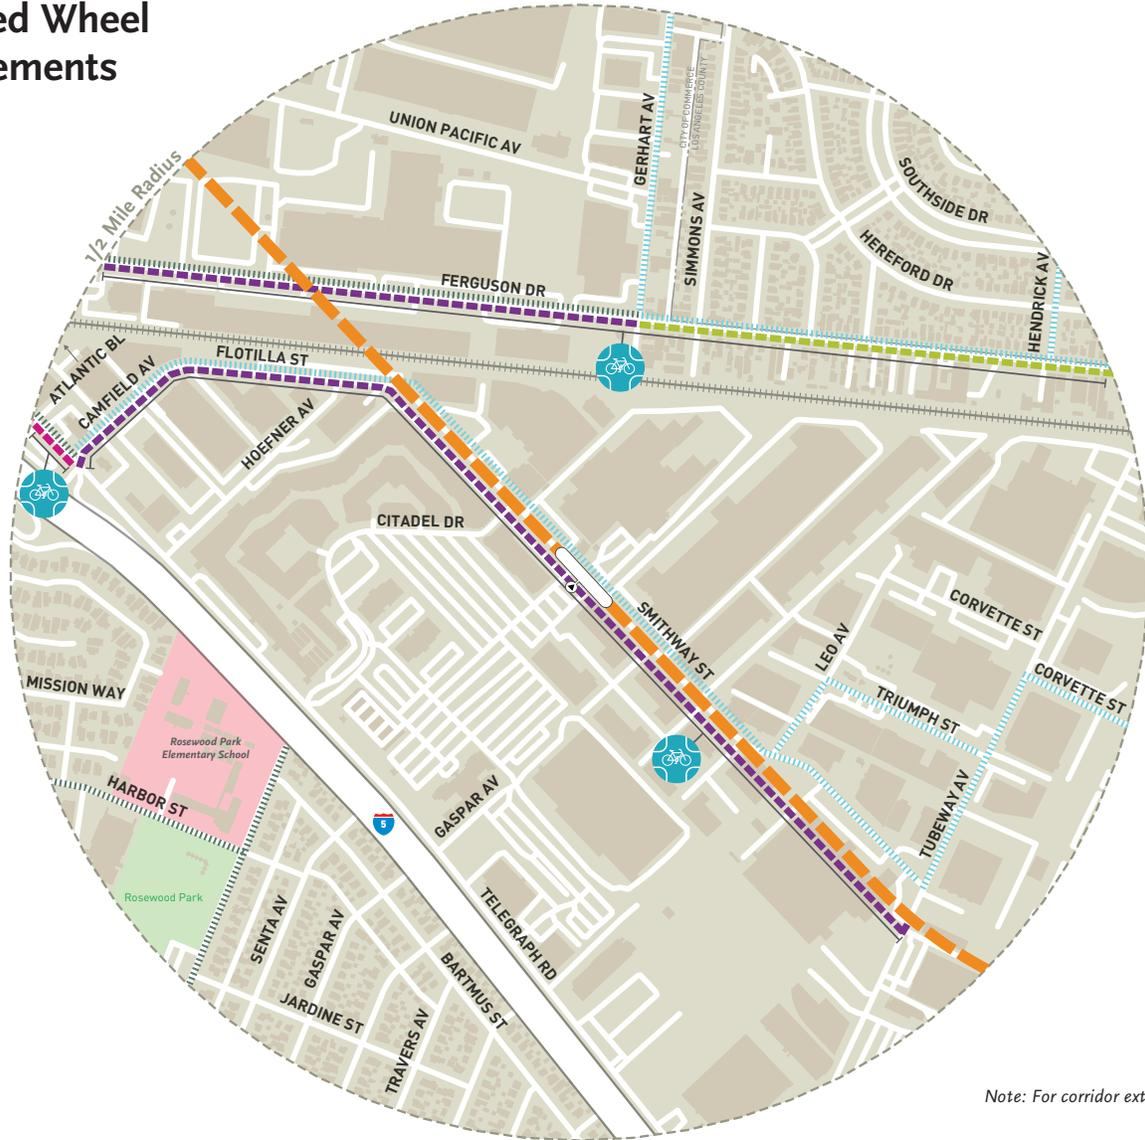 ed Wheel
ements
1/2 Mile Radius
UNION PACIFIC AV
GERHART AV
CITY OF COMMERCE
LOS ANGELES COUNTY
SIMMONS AV
SOUTHSIDE DR
HEREFORD DR
HENDRICK AV
FERGUSON DR
FLOTILLA ST
ATLANTIC BL
CAMFIELD AV
HOEFNER AV
CITADEL DR
SMITHWAY ST
CORVETTE ST
LEO AV
CORVETTE ST
TRIUMPH ST
MISSION WAY
Rosewood Park
Elementary School
HARBOR ST
GASPAR AV
TUBEWAY AV
5
Rosewood Park
TELEGRAPH RD
SENTA AV
GASPAR AV
BARTMUS ST
JARDINE ST
TRAVERS AV
Note: For corridor ext